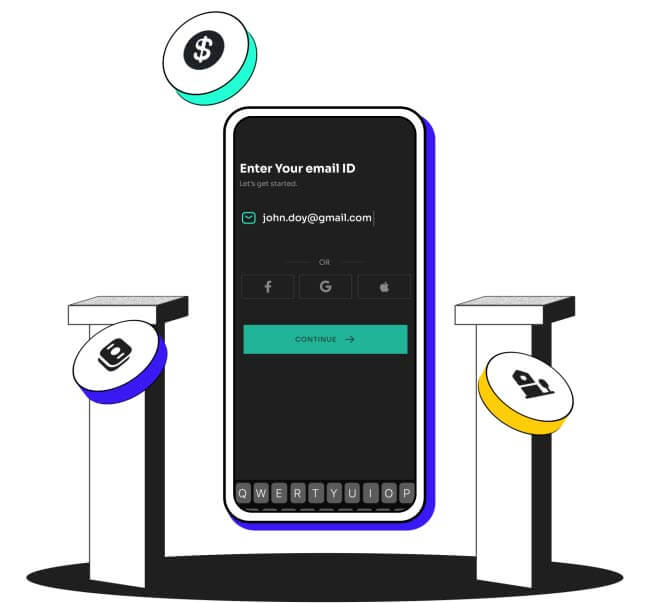 $
Enter Your email ID
Let's get started.
john.doy@gmail.com
OR
CONTINUE
Q W E R T Y U I O P